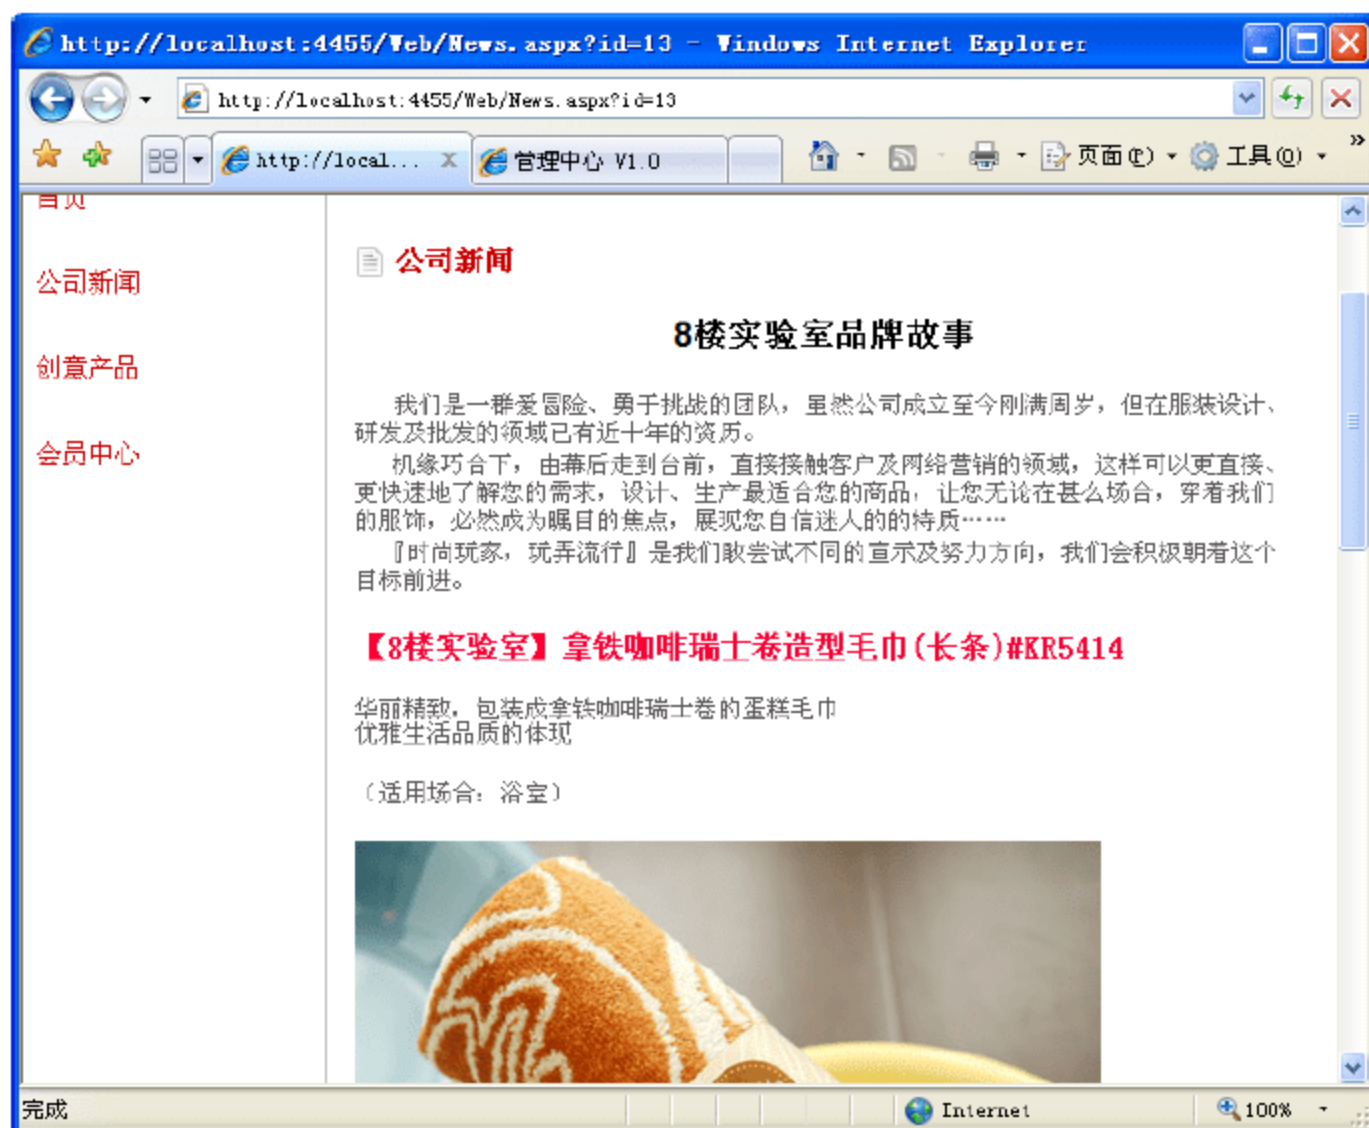 http://localhost:4455/Web/News.aspx?id=13 - Windows Internet Explorer
http://localhost:4455/Web/News.aspx?id=13
http://local... X 管理中心 V1.0 页面(P) 工具(O) »
首页
公司新闻
创意产品
会员中心
公司新闻
8楼实验室品牌故事
我们是一群爱冒险、勇于挑战的团队，虽然公司成立至今刚满周岁，但在服装设计、
研发及批发的领域已有近十年的资历。
机缘巧合下，由幕后走到台前，直接接触客户及网络营销的领域，这样可以更直接、
更快速地了解您的需求，设计、生产最适合您的商品，让您无论在甚么场合，穿着我们
的服饰，必然成为瞩目的焦点，展现您自信迷人的的特质……
『时尚玩家，玩弄流行』是我们敢尝试不同的宣示及努力方向，我们会积极朝着这个
目标前进。
【8楼实验室】拿铁咖啡瑞士卷造型毛巾(长条)#KR5414
华丽精致，包装成拿铁咖啡瑞士卷的蛋糕毛巾
优雅生活品质的体现
（适用场合：浴室）
完成 Internet 100%